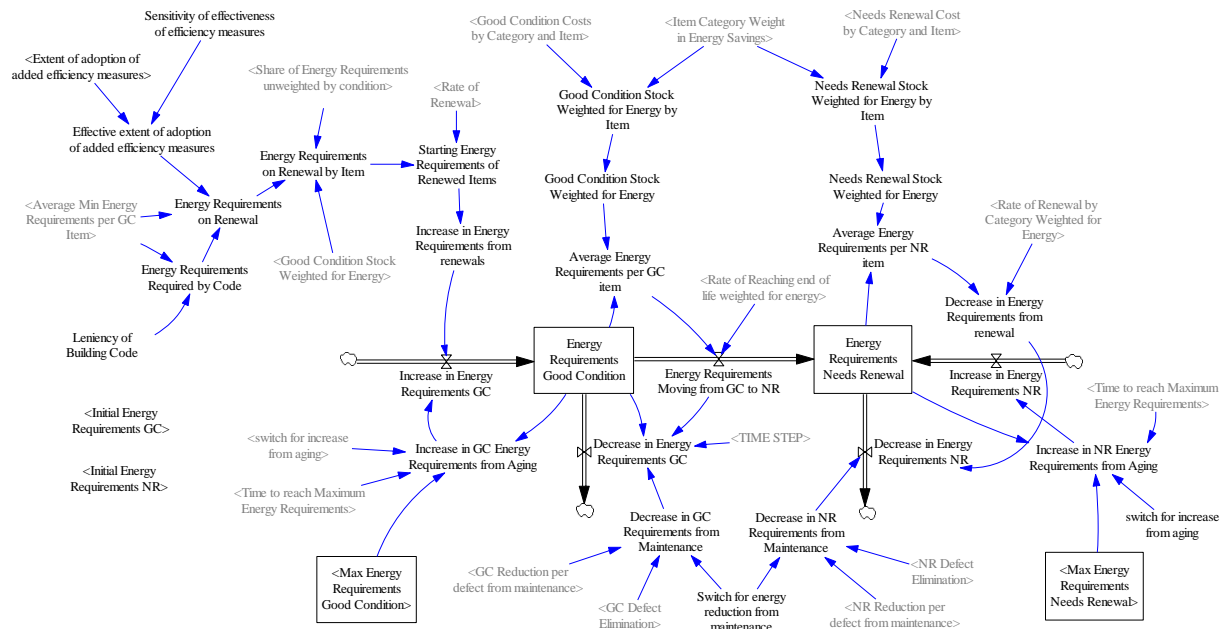 Sensitivity of effectiveness
of efficiency measures
<Good Condition Costs
by Category and Item>
<Item Category Weight
in Energy Savings>
<Needs Renewal Cost
by Category and Item>
<Extent of adoption of
added efficiency measures>
<Share of Energy Requirements
unweighted by condition>
<Rate of
Renewal>
Good Condition Stock
Weighted for Energy by
Item
Needs Renewal Stock
Weighted for Energy by
Item
Effective extent of adoption
of added efficiency measures
Energy Requirements
on Renewal by Item
Starting Energy
Requirements of
Renewed Items
Good Condition Stock
Weighted for Energy
Needs Renewal Stock
Weighted for Energy
<Average Min Energy
Requirements per GC
Item>
Energy Requirements
on Renewal
Increase in Energy
Requirements from
renewals
<Rate of Renewal by
Category Weighted for
Energy>
<Good Condition Stock
Weighted for Energy>
Average Energy
Requirements per GC
item
Average Energy
Requirements per NR
item
Energy Requirements
Required by Code
<Rate of Reaching end of
life weighted for energy>
Decrease in Energy
Requirements from
renewal
Leniency of
Building Code
Energy
Requirements
Good Condition
Energy
Requirements
Needs Renewal
Increase in Energy
Requirements GC
Energy Requirements
Moving from GC to NR
Increase in Energy
Requirements NR
<Time to reach Maximum
Energy Requirements>
<Initial Energy
Requirements GC>
<switch for increase
from aging>
Increase in GC Energy
Requirements from Aging
Decrease in Energy
Requirements GC
<TIME STEP>
Decrease in Energy
Requirements NR
Increase in NR Energy
Requirements from Aging
<Initial Energy
Requirements NR>
<Time to reach Maximum
Energy Requirements>
Decrease in GC
Requirements from
Maintenance
Decrease in NR
Requirements from
Maintenance
switch for increase
from aging
<Max Energy
Requirements
Good Condition>
<GC Reduction per
defect from maintenance>
<GC Defect
Elimination>
Switch for energy
reduction from
maintenance
<NR Defect
Elimination>
<NR Reduction per
defect from maintenance>
<Max Energy
Requirements
Needs Renewal>